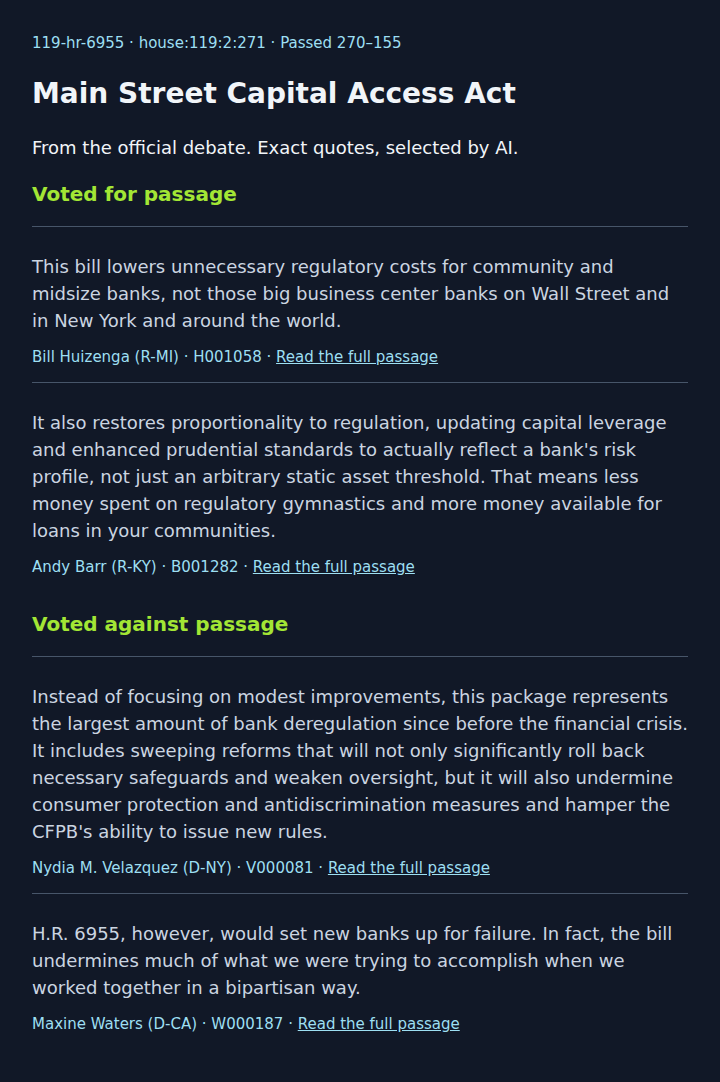 119-hr-6955 · house:119:2:271 · Passed 270–155
Main Street Capital Access Act
From the official debate. Exact quotes, selected by AI.
Voted for passage
This bill lowers unnecessary regulatory costs for community and
midsize banks, not those big business center banks on Wall Street and
in New York and around the world.
Bill Huizenga (R-MI) · H001058 · Read the full passage
It also restores proportionality to regulation, updating capital leverage
and enhanced prudential standards to actually reflect a bank's risk
profile, not just an arbitrary static asset threshold. That means less
money spent on regulatory gymnastics and more money available for
loans in your communities.
Andy Barr (R-KY) · B001282 · Read the full passage
Voted against passage
Instead of focusing on modest improvements, this package represents
the largest amount of bank deregulation since before the financial crisis.
It includes sweeping reforms that will not only significantly roll back
necessary safeguards and weaken oversight, but it will also undermine
consumer protection and antidiscrimination measures and hamper the
CFPB's ability to issue new rules.
Nydia M. Velazquez (D-NY) · V000081 · Read the full passage
H.R. 6955, however, would set new banks up for failure. In fact, the bill
undermines much of what we were trying to accomplish when we
worked together in a bipartisan way.
Maxine Waters (D-CA) · W000187 · Read the full passage